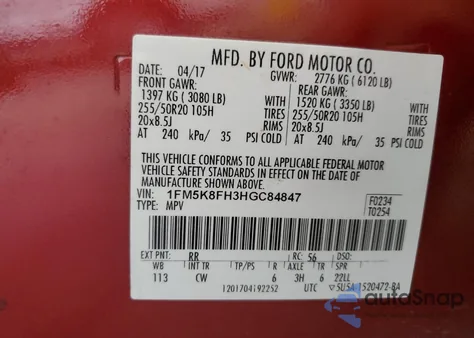 MFD. BY FORD MOTOR CO.
DATE: 04/17 GVWR: 2776 KG ( 6120 LB)
FRONT GAWR: REAR GAWR:
1397 KG ( 3080 LB) 1520 KG ( 3350 LB)
255/50R20 105H TIRES 255/50R20 105H TIRES
20x8.5J RIMS 20x8.5J RIMS
AT 240 kPa/ 35 PSI COLD AT 240 kPa/ 35 PSI COLD
THIS VEHICLE CONFORMS TO ALL APPLICABLE FEDERAL MOTOR
VEHICLE SAFETY STANDARDS IN EFFECT ON THE DATE OF
MANUFACTURE SHOWN ABOVE.
VIN: 1FM5K8FH3HGC84847 F0234
TYPE: MPV T0254
EXT PNT: RR RC: 56 DSO:
WB INT TR TP/PS R AXLE TR SPR
113 CW 6 3H 6 22LL
1201704192252 UTC 5U5A-1520472-BA
autoSnap